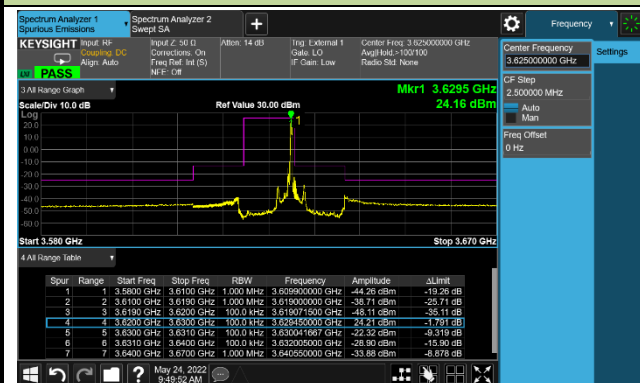 Spectrum Analyzer 1
Spurious Emissions
Spectrum Analyzer 2
Swept SA
+
Frequency
KEYSIGHT
Input: RF
Coupling: DC
Align: Auto
Input Z: 50 Ω
Corrections: On
Freq Ref: Int (S)
NFE: Off
Atten: 14 dB
Trig: External 1
Gate: LO
IF Gain: Low
Center Freq: 3.625000000 GHz
Avg|Hold:>100/100
Radio Std: None
PASS
Center Frequency
3.625000000 GHz
Settings
CF Step
2.500000 MHz
Auto
Man
Freq Offset
0 Hz
3 All Range Graph
Mkr1 3.6295 GHz
24.16 dBm
Scale/Div 10.0 dB
Ref Value 30.00 dBm
Log
20.0
10.0
0.00
-10.0
-20.0
-30.0
-40.0
-50.0
-60.0
1
Start 3.580 GHz
Stop 3.670 GHz
4 All Range Table
Spur Range Start Freq Stop Freq RBW Frequency Amplitude ΔLimit
1 1 3.5800 GHz 3.6100 GHz 1.000 MHz 3.609900000 GHz -44.26 dBm -19.26 dB
2 2 3.6100 GHz 3.6190 GHz 1.000 MHz 3.619000000 GHz -38.71 dBm -25.71 dB
3 3 3.6190 GHz 3.6200 GHz 100.0 kHz 3.619071500 GHz -48.11 dBm -35.11 dB
4 4 3.6200 GHz 3.6300 GHz 100.0 kHz 3.629450000 GHz 24.21 dBm -1.791 dB
5 5 3.6300 GHz 3.6310 GHz 100.0 kHz 3.630041667 GHz -22.32 dBm -9.319 dB
6 6 3.6310 GHz 3.6400 GHz 100.0 kHz 3.632005000 GHz -28.90 dBm -15.90 dB
7 7 3.6400 GHz 3.6700 GHz 1.000 MHz 3.640550000 GHz -33.88 dBm -8.878 dB
?
May 24, 2022
9:49:52 AM